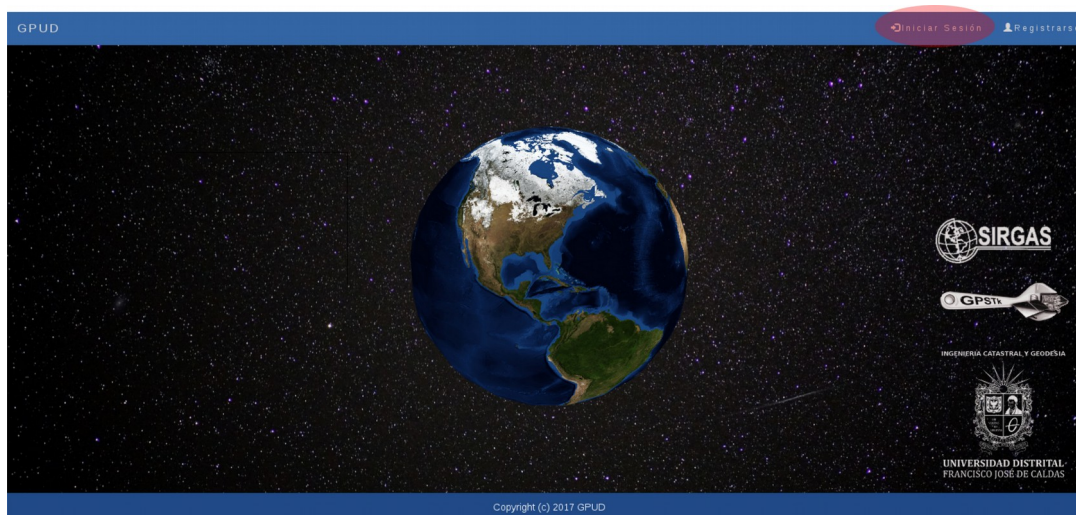 GPUD
Iniciar Sesión
Registrarse
SIRGAS
GPSTk
INGENIERIA CATASTRAL Y GEODESIA
UNIVERSIDAD DISTRITAL
FRANCISCO JOSÉ DE CALDAS
Copyright (c) 2017 GPUD